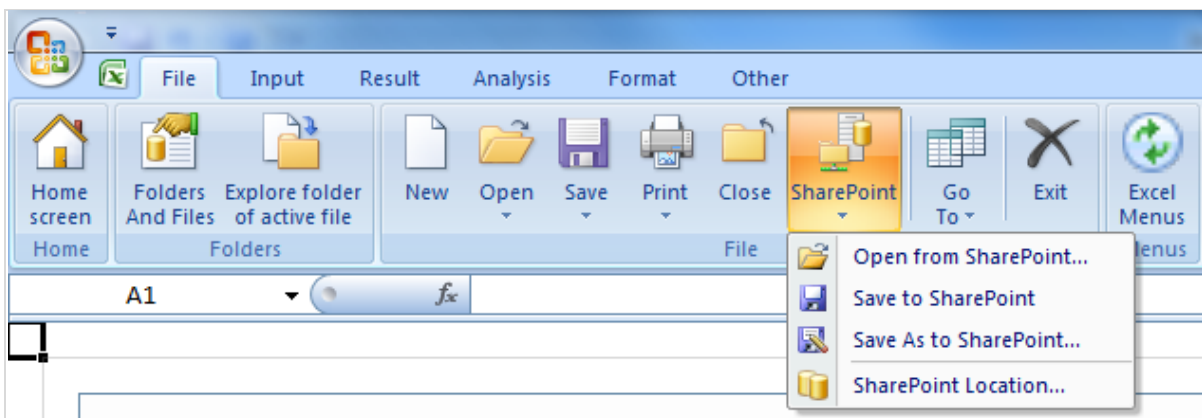 File Input Result Analysis Format Other
Home Folders Explore folder New Open Save Print Close SharePoint Go Exit Excel
screen And Files of active file To Menus
Home Folders File
A1 fx
Open from SharePoint...
Save to SharePoint
Save As to SharePoint...
SharePoint Location...